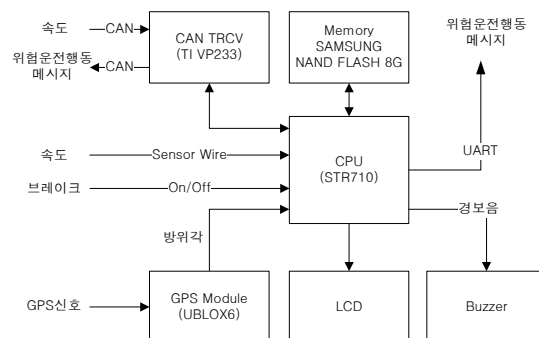 속도
CAN
위험운전행동
메시지
CAN
CAN TRCV
(TI VP233)
Memory
SAMSUNG
NAND FLASH 8G
위험운전행동
메시지
속도
Sensor Wire
브레이크
On/Off
CPU
(STR710)
UART
경보음
방위각
GPS신호
GPS Module
(UBLOX6)
LCD
Buzzer